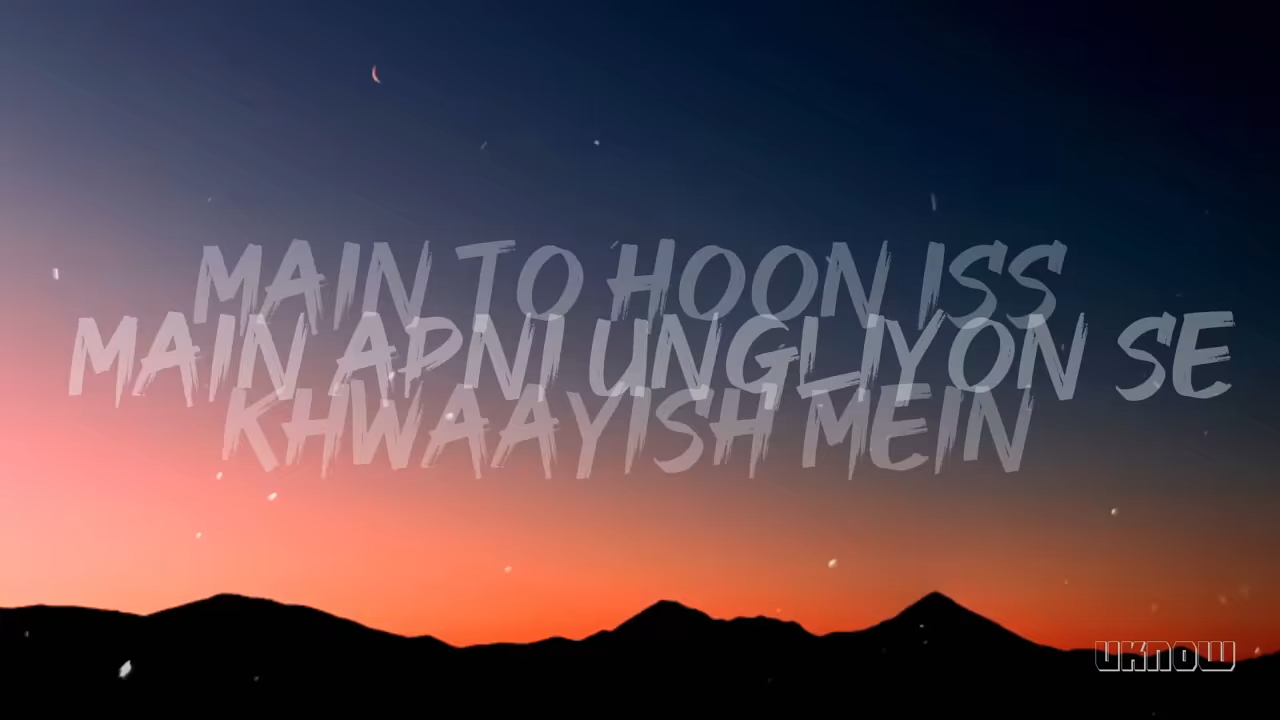 MAIN TO HOON ISS
MAIN APNI UNGLIYON SE
KHWAAYISH MEIN
UKNOW